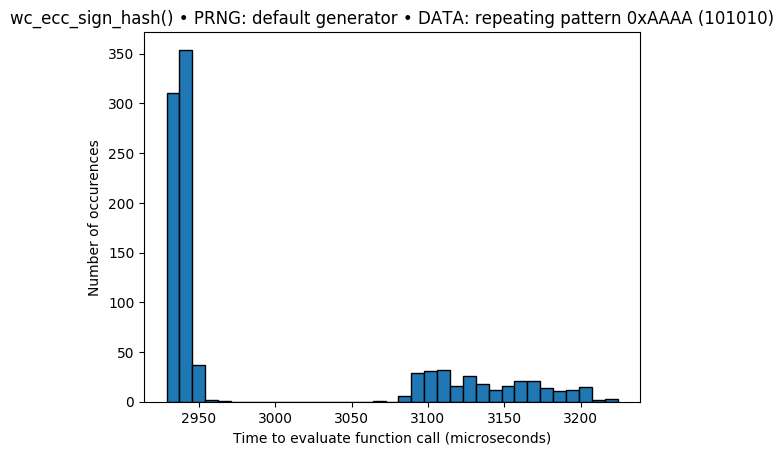 wc_ecc_sign_hash() • PRNG: default generator • DATA: repeating pattern 0xAAAA (101010)
350
300
250
200
150
100
50
0
Number of occurences
2950 3000 3050 3100 3150 3200
Time to evaluate function call (microseconds)